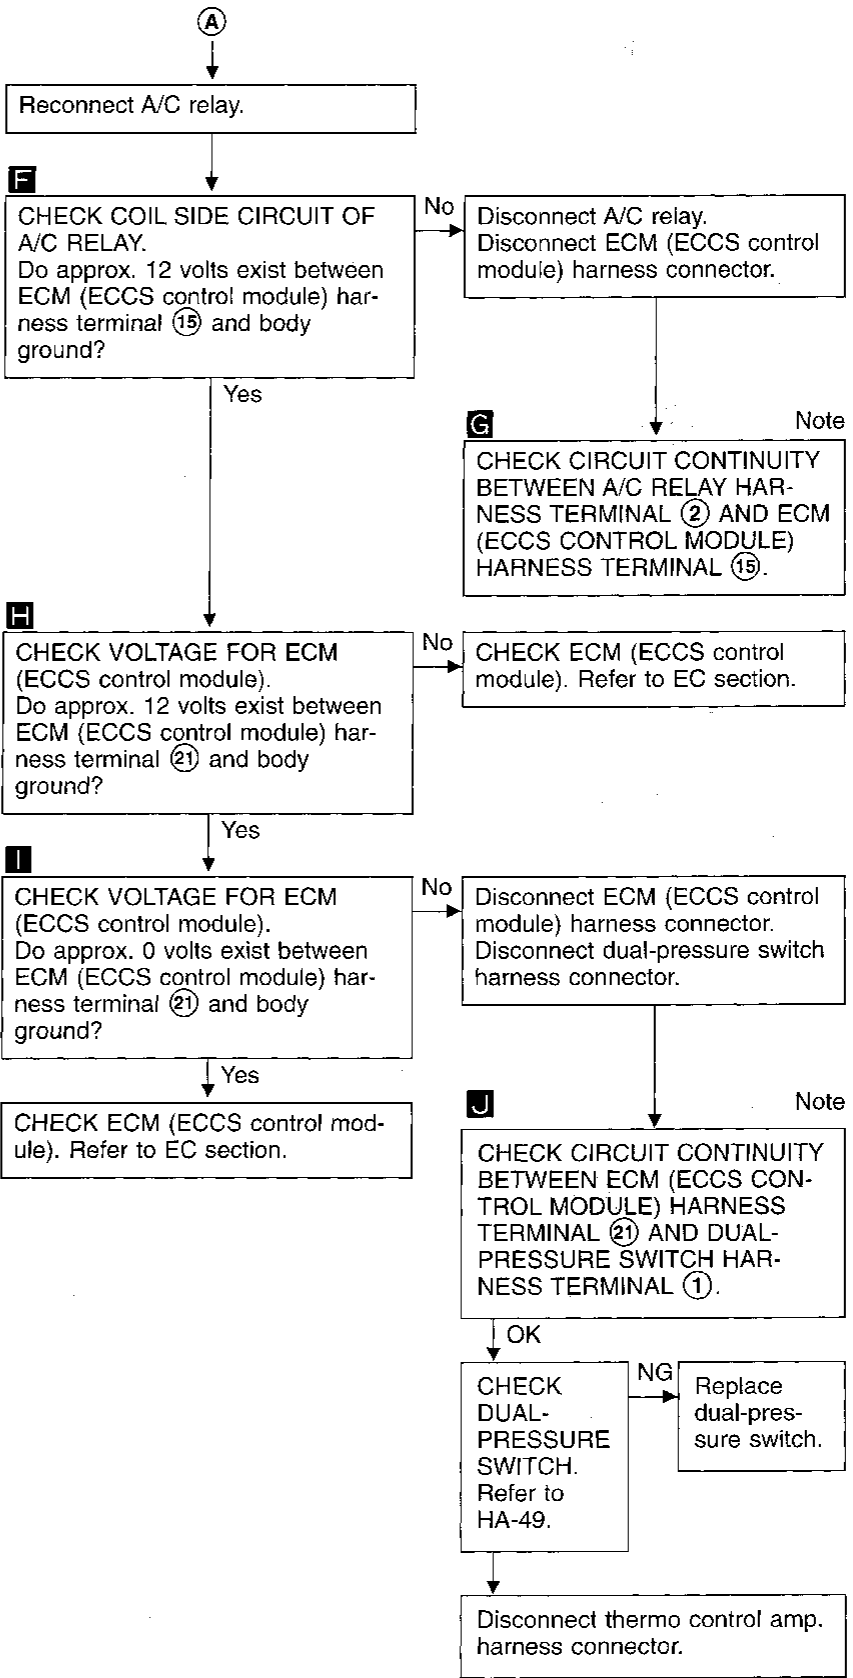 A
Reconnect A/C relay.
F
CHECK COIL SIDE CIRCUIT OF
A/C RELAY.
Do approx. 12 volts exist between
ECM (ECCS control module) har-
ness terminal ⑮ and body
ground?
No
Disconnect A/C relay.
Disconnect ECM (ECCS control
module) harness connector.
Yes
G
Note
CHECK CIRCUIT CONTINUITY
BETWEEN A/C RELAY HAR-
NESS TERMINAL ② AND ECM
(ECCS CONTROL MODULE)
HARNESS TERMINAL ⑮.
H
CHECK VOLTAGE FOR ECM
(ECCS control module).
Do approx. 12 volts exist between
ECM (ECCS control module) har-
ness terminal ㉑ and body
ground?
No
CHECK ECM (ECCS control
module). Refer to EC section.
Yes
I
CHECK VOLTAGE FOR ECM
(ECCS control module).
Do approx. 0 volts exist between
ECM (ECCS control module) har-
ness terminal ㉑ and body
ground?
No
Disconnect ECM (ECCS control
module) harness connector.
Disconnect dual-pressure switch
harness connector.
Yes
CHECK ECM (ECCS control mod-
ule). Refer to EC section.
J
Note
CHECK CIRCUIT CONTINUITY
BETWEEN ECM (ECCS CON-
TROL MODULE) HARNESS
TERMINAL ㉑ AND DUAL-
PRESSURE SWITCH HAR-
NESS TERMINAL ①.
OK
CHECK
DUAL-
PRESSURE
SWITCH.
Refer to
HA-49.
NG
Replace
dual-pres-
sure switch.
Disconnect thermo control amp.
harness connector.